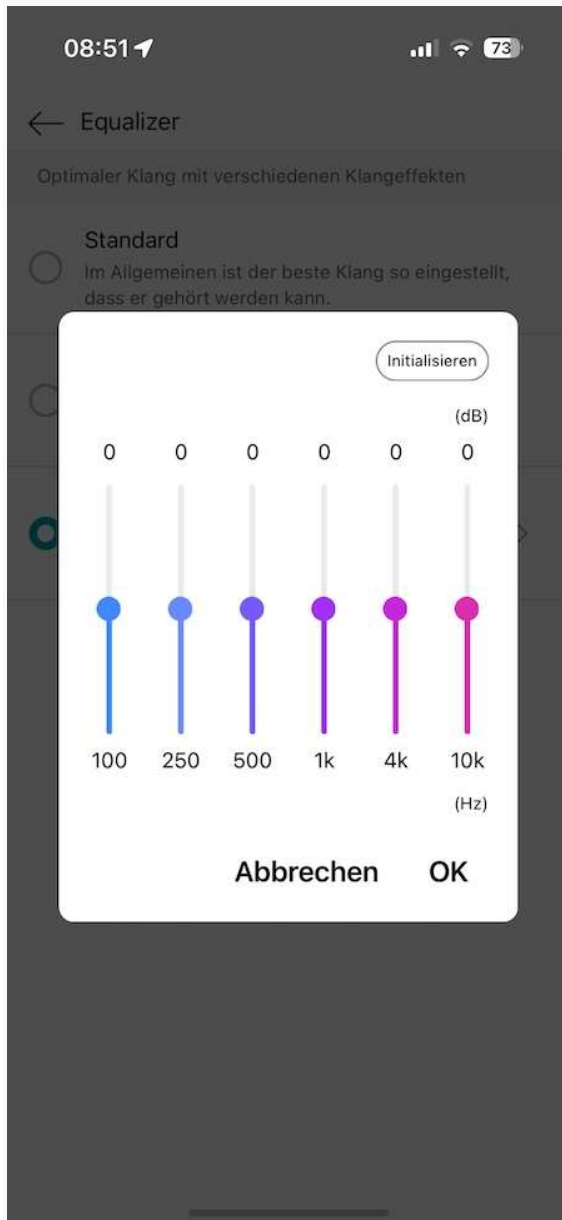 08:51
73
Equalizer
Optimaler Klang mit verschiedenen Klangeffekten
Standard
Im Allgemeinen ist der beste Klang so eingestellt,
dass er gehört werden kann.
Initialisieren
(dB)
0 0 0 0 0 0
100 250 500 1k 4k 10k
(Hz)
Abbrechen OK